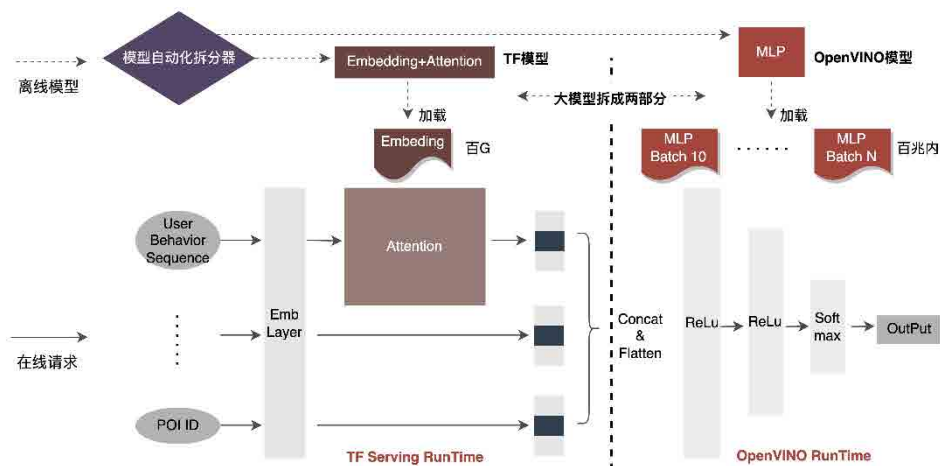 模型自动化拆分器
离线模型
Embedding+Attention
TF模型
MLP
OpenVINO模型
大模型拆成两部分
加载
加载
Embeding
百G
MLP
Batch 10
......
MLP
Batch N
百兆内
User
Behavior
Sequence
Attention
Emb
Layer
在线请求
Concat
&
Flatten
ReLu
ReLu
Soft
max
OutPut
POI ID
TF Serving RunTime
OpenVINO RunTime